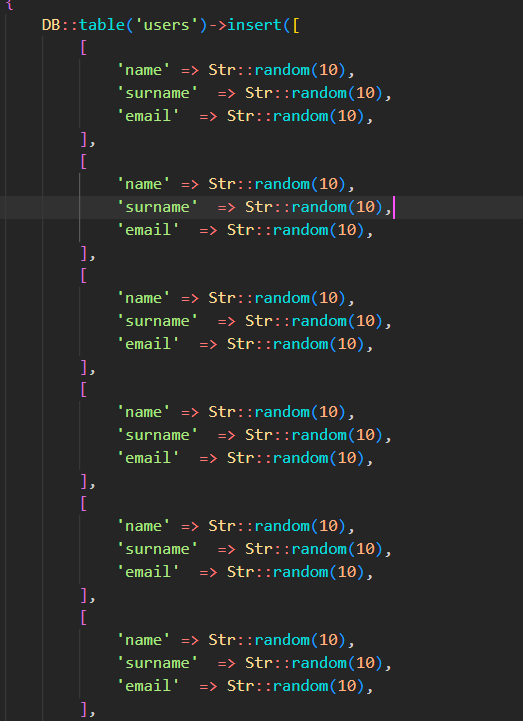 {
DB::table('users')->insert([
[
'name' => Str::random(10),
'surname'  => Str::random(10),
'email'  => Str::random(10),
],
[
'name' => Str::random(10),
'surname'  => Str::random(10),
'email'  => Str::random(10),
],
[
'name' => Str::random(10),
'surname'  => Str::random(10),
'email'  => Str::random(10),
],
[
'name' => Str::random(10),
'surname'  => Str::random(10),
'email'  => Str::random(10),
],
[
'name' => Str::random(10),
'surname'  => Str::random(10),
'email'  => Str::random(10),
],
[
'name' => Str::random(10),
'surname'  => Str::random(10),
'email'  => Str::random(10),
],